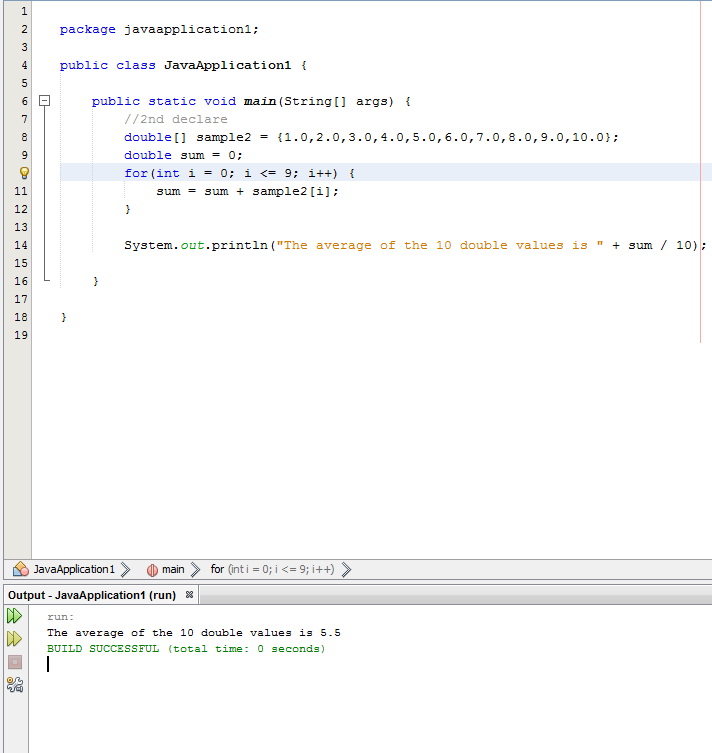 1
2 package javaapplication1;
3
4 public class JavaApplication1 {
5
6 public static void main(String[] args) {
7 //2nd declare
8 double[] sample2 = {1.0,2.0,3.0,4.0,5.0,6.0,7.0,8.0,9.0,10.0};
9 double sum = 0;
for(int i = 0; i <= 9; i++) {
11 sum = sum + sample2[i];
12 }
13
14 System.out.println("The average of the 10 double values is " + sum / 10);
15
16 }
17
18 }
19
JavaApplication1 main for (int i = 0; i <= 9; i++)
Output - JavaApplication1 (run)
run:
The average of the 10 double values is 5.5
BUILD SUCCESSFUL (total time: 0 seconds)